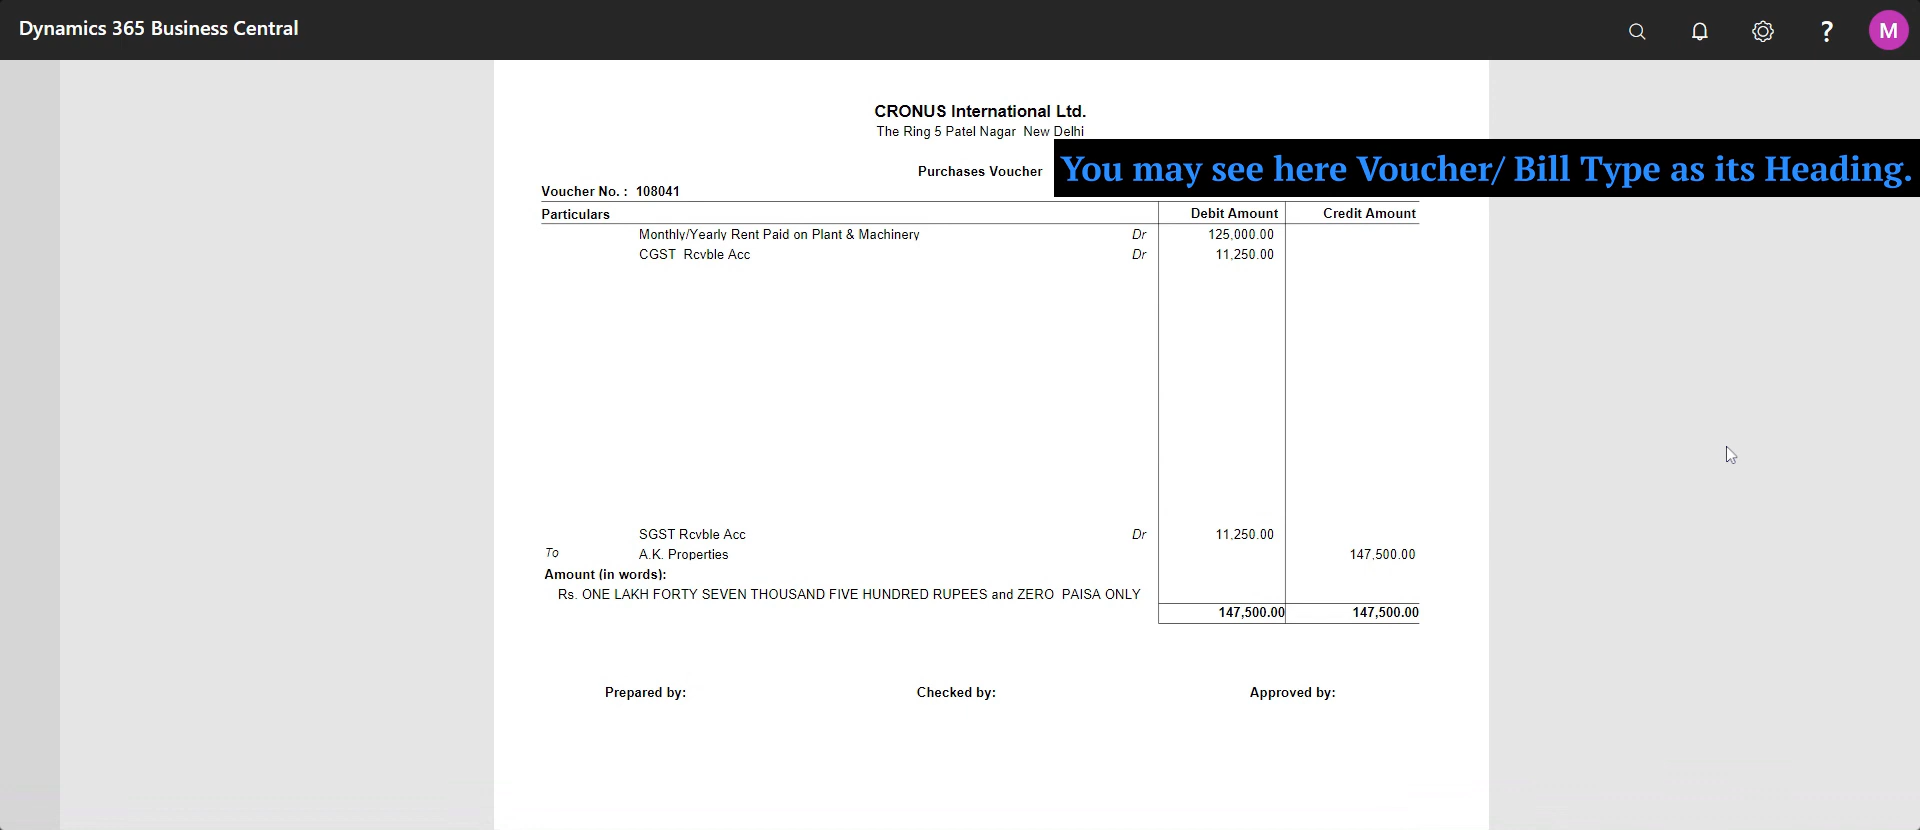 Dynamics 365 Business Central
? M
CRONUS International Ltd.
The Ring 5 Patel Nagar New Delhi
Purchases Voucher You may see here Voucher/ Bill Type as its Heading.
Voucher No. : 108041
Particulars Debit Amount Credit Amount
Monthly/Yearly Rent Paid on Plant & Machinery Dr 125,000.00
CGST Rcvble Acc Dr 11,250.00
SGST Rcvble Acc Dr 11,250.00
To A.K. Properties 147,500.00
Amount (in words):
Rs. ONE LAKH FORTY SEVEN THOUSAND FIVE HUNDRED RUPEES and ZERO PAISA ONLY
147,500.00 147,500.00
Prepared by: Checked by: Approved by: